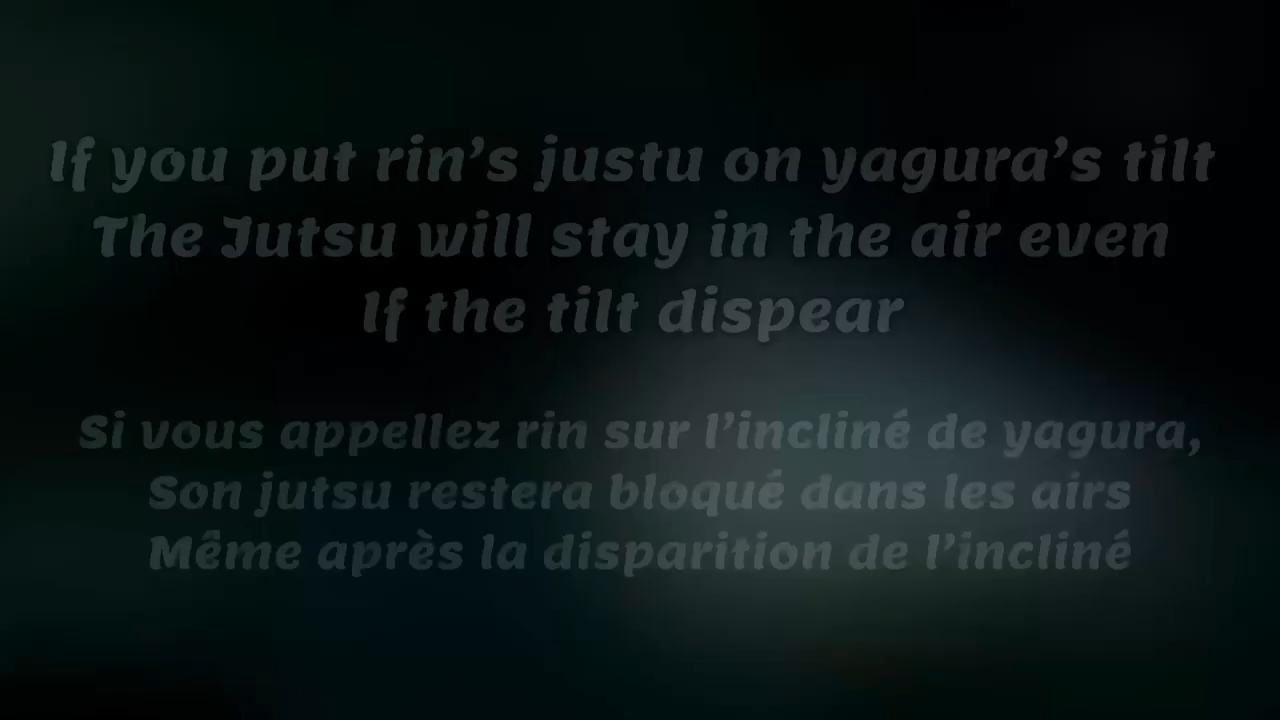 If you put rin's justu on yagura's tilt
The Jutsu will stay in the air even
If the tilt dispear
Si vous appellez rin sur l'incliné de yagura,
Son jutsu restera bloqué dans les airs
Même après la disparition de l'incliné